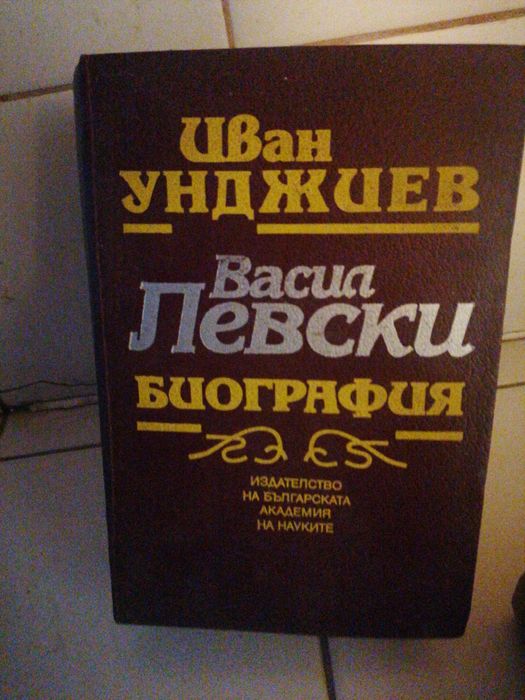 Иван
УНДЖИЕВ
Васил
Левски
БИОГРАФИЯ
ИЗДАТЕЛСТВО
НА БЪЛГАРСКАТА
АКАДЕМИЯ
НА НАУКИТЕ